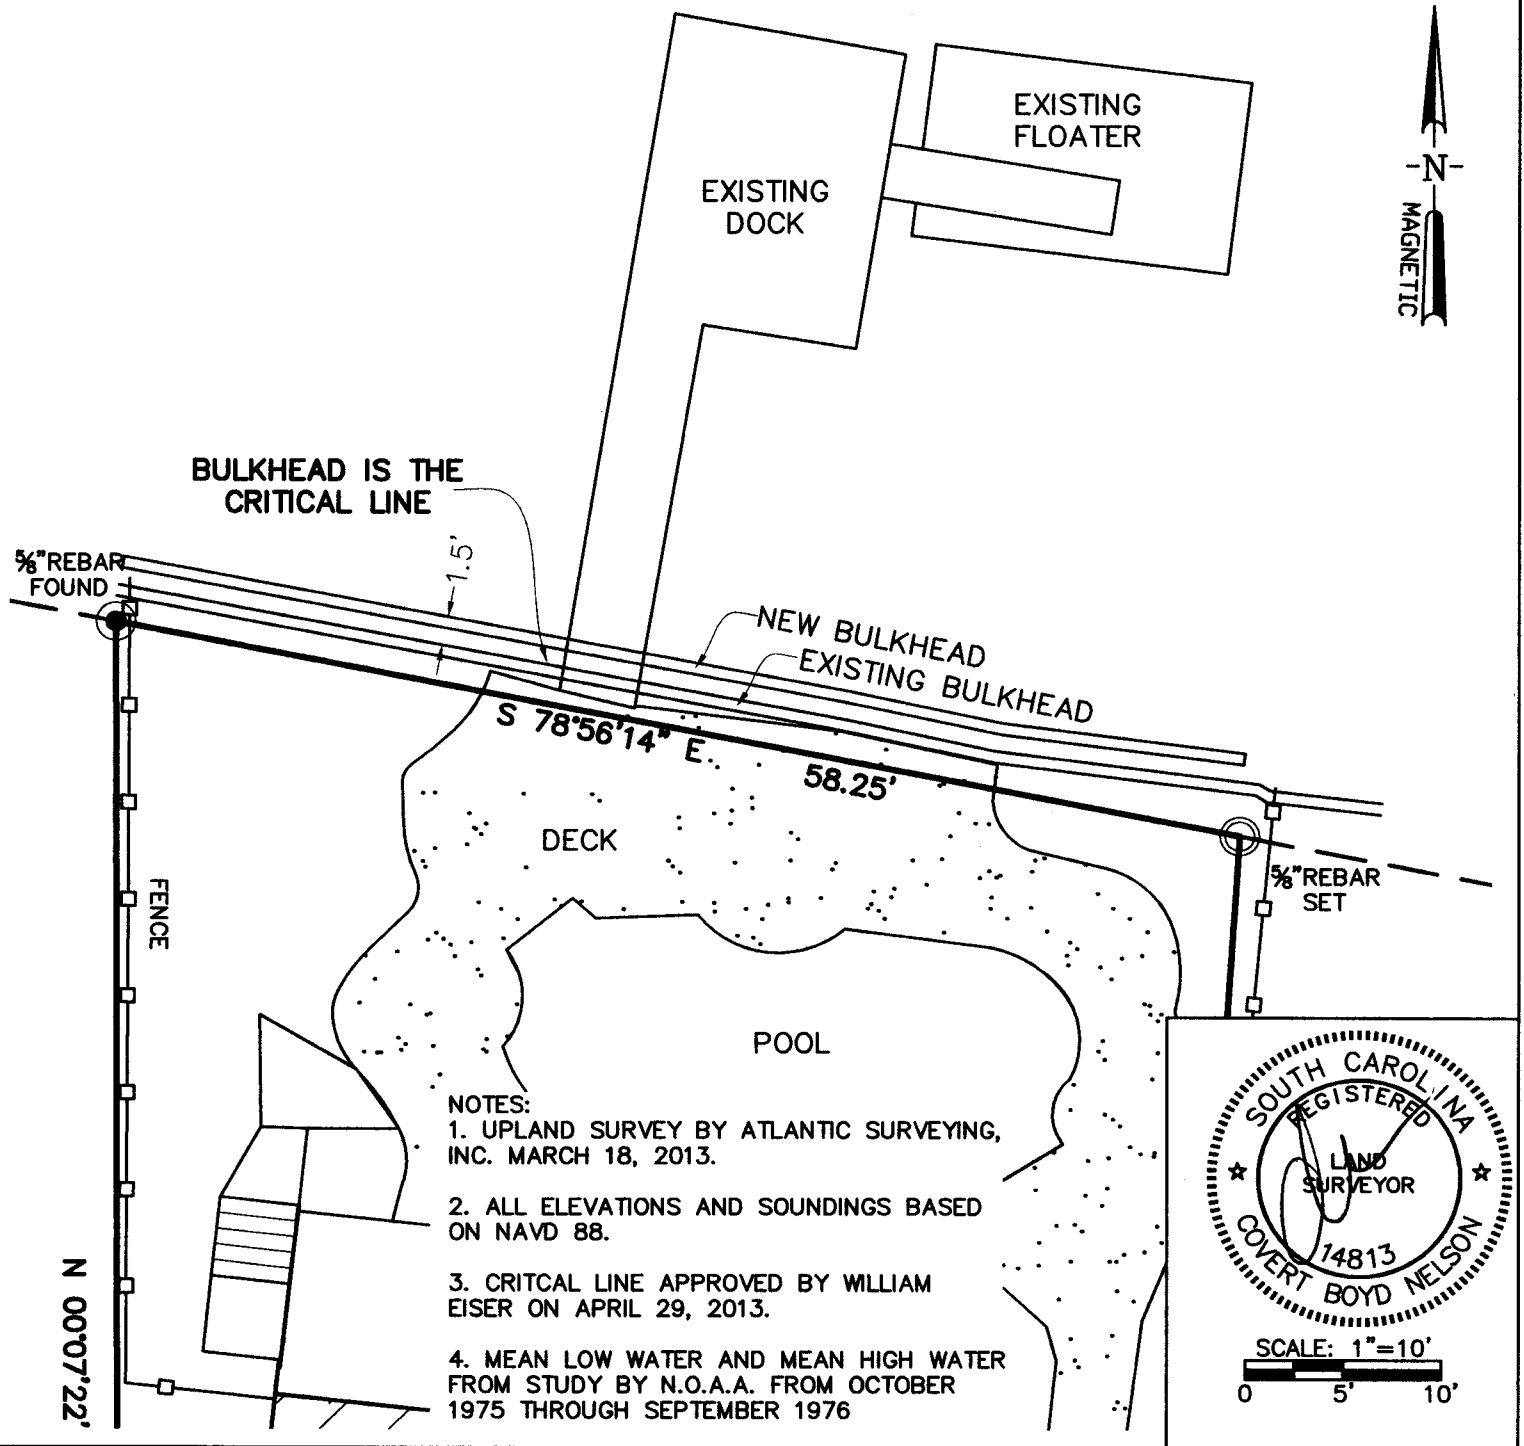 EXISTING
FLOATER
EXISTING
DOCK
-N-
MAGNETIC
BULKHEAD IS THE
CRITICAL LINE
1.5'
⅝"REBAR
FOUND
NEW BULKHEAD
EXISTING BULKHEAD
S 78°56'14" E
58.25'
DECK
⅝"REBAR
SET
FENCE
POOL
N 00°07'22'
NOTES:
1. UPLAND SURVEY BY ATLANTIC SURVEYING,
INC. MARCH 18, 2013.
2. ALL ELEVATIONS AND SOUNDINGS BASED
ON NAVD 88.
3. CRITCAL LINE APPROVED BY WILLIAM
EISER ON APRIL 29, 2013.
4. MEAN LOW WATER AND MEAN HIGH WATER
FROM STUDY BY N.O.A.A. FROM OCTOBER
1975 THROUGH SEPTEMBER 1976
SOUTH CAROLINA
REGISTERED
LAND
SURVEYOR
14813
COVERT BOYD NELSON
SCALE: 1"=10'
0 5' 10'